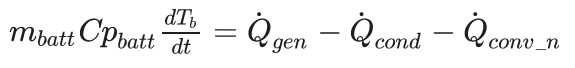 $m_{batt} Cp_{batt} \frac{dT_b}{dt} = \dot{Q}_{gen} - \dot{Q}_{cond} - \dot{Q}_{conv\_n}$